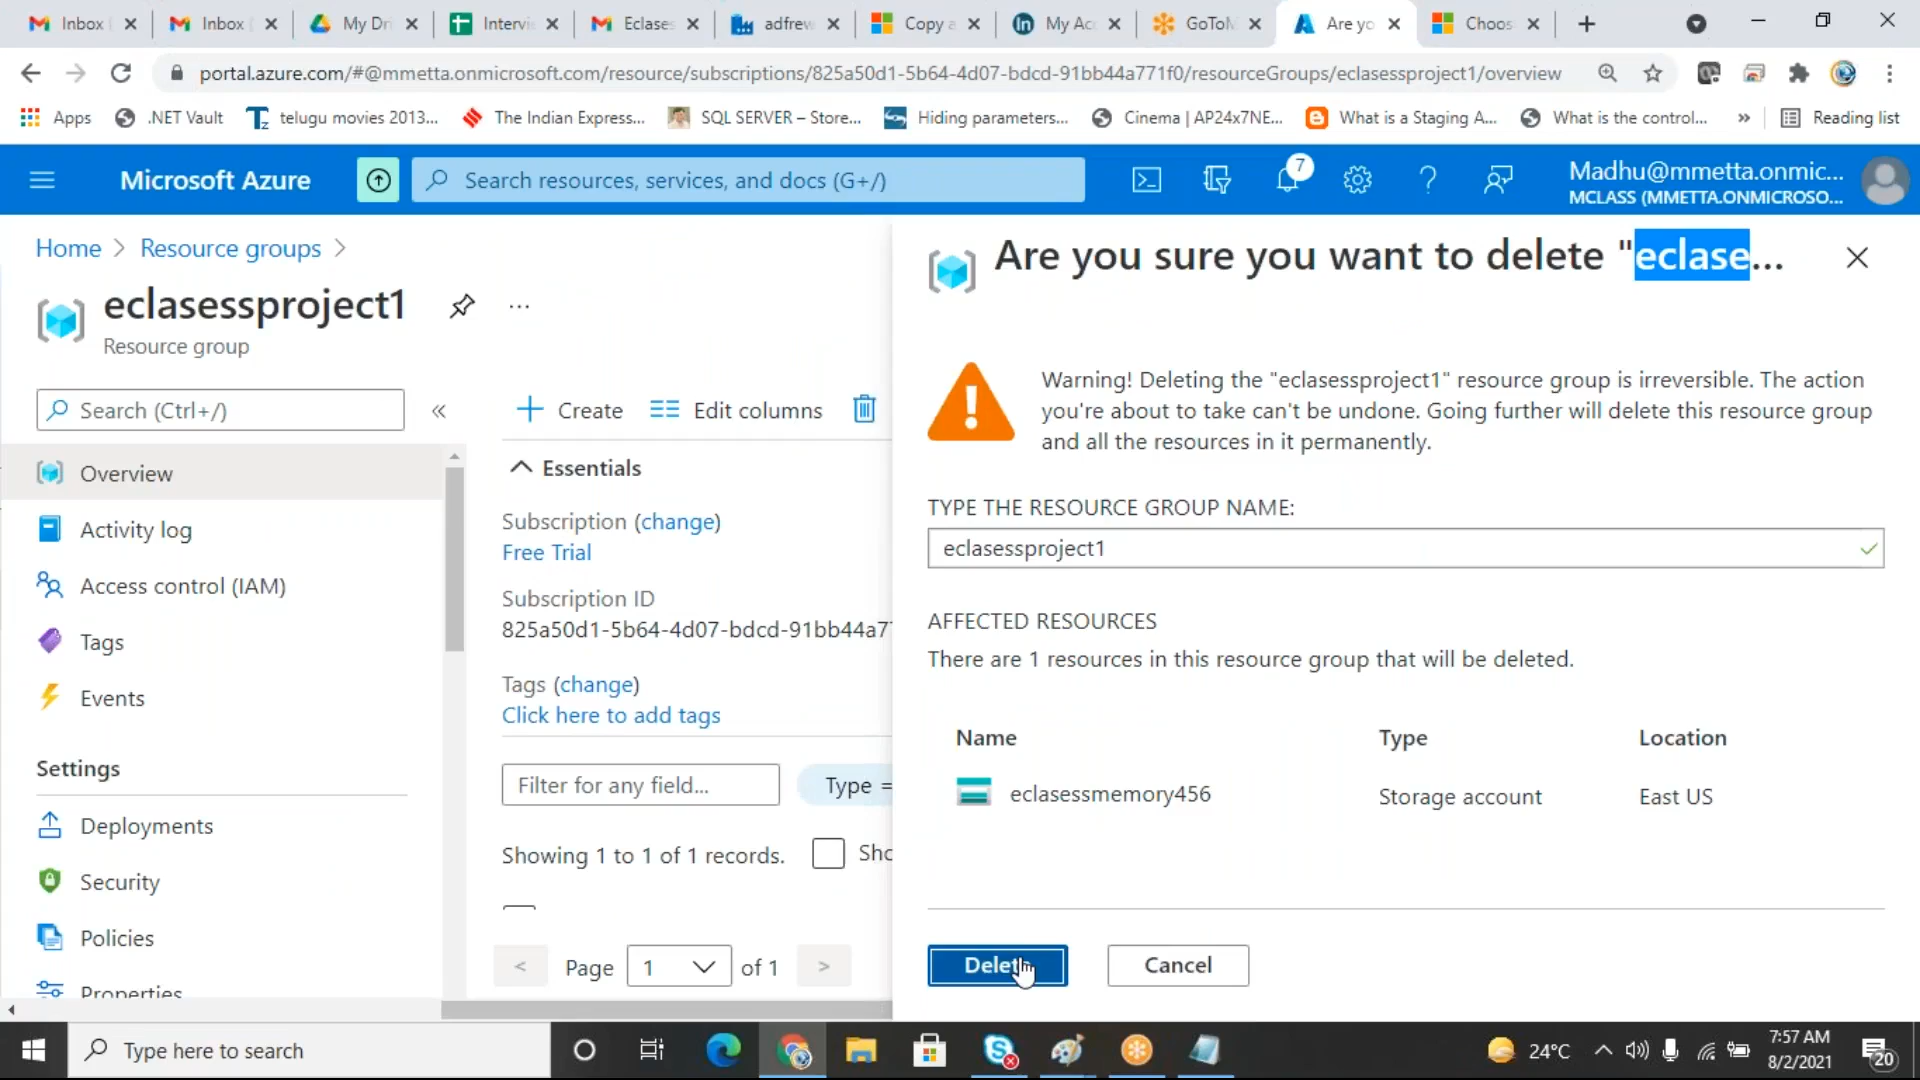 Inbox
Inbox
My Dri
Intervi
Eclases
adfrew
Copy a
My Acc
GoToM
Are yo
Choos
portal.azure.com/#@mmetta.onmicrosoft.com/resource/subscriptions/825a50d1-5b64-4d07-bdcd-91bb44a771f0/resourceGroups/eclasessproject1/overview
Apps
.NET Vault
telugu movies 2013...
The Indian Express...
SQL SERVER – Store...
Hiding parameters...
Cinema | AP24x7NE...
What is a Staging A...
What is the control...
»
Reading list
Microsoft Azure
Search resources, services, and docs (G+/)
7
Madhu@mmetta.onmic...
MCLASS (MMETTA.ONMICROSO...
Home > Resource groups >
eclasessproject1
...
Resource group
Search (Ctrl+/)
«
Overview
Activity log
Access control (IAM)
Tags
Events
Settings
Deployments
Security
Policies
Properties
Create
Edit columns
Essentials
Subscription (change)
Free Trial
Subscription ID
825a50d1-5b64-4d07-bdcd-91bb44a7
Tags (change)
Click here to add tags
Filter for any field...
Type =
Showing 1 to 1 of 1 records.
Sho
< Page 1 of 1 >
Are you sure you want to delete "eclase...
Warning! Deleting the "eclasessproject1" resource group is irreversible. The action
you're about to take can't be undone. Going further will delete this resource group
and all the resources in it permanently.
TYPE THE RESOURCE GROUP NAME:
eclasessproject1
AFFECTED RESOURCES
There are 1 resources in this resource group that will be deleted.
Name Type Location
eclasessmemory456 Storage account East US
Delete
Cancel
Type here to search
24°C
7:57 AM
8/2/2021
20